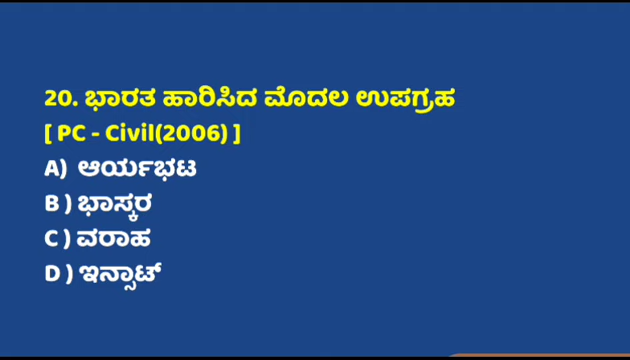 20. ಭಾರತ ಹಾರಿಸಿದ ಮೊದಲ ಉಪಗ್ರಹ
[ PC - Civil(2006) ]
A) ಆರ್ಯಭಟ
B ) ಭಾಸ್ಕರ
C ) ವರಾಹ
D ) ಇನ್ಸಾಟ್